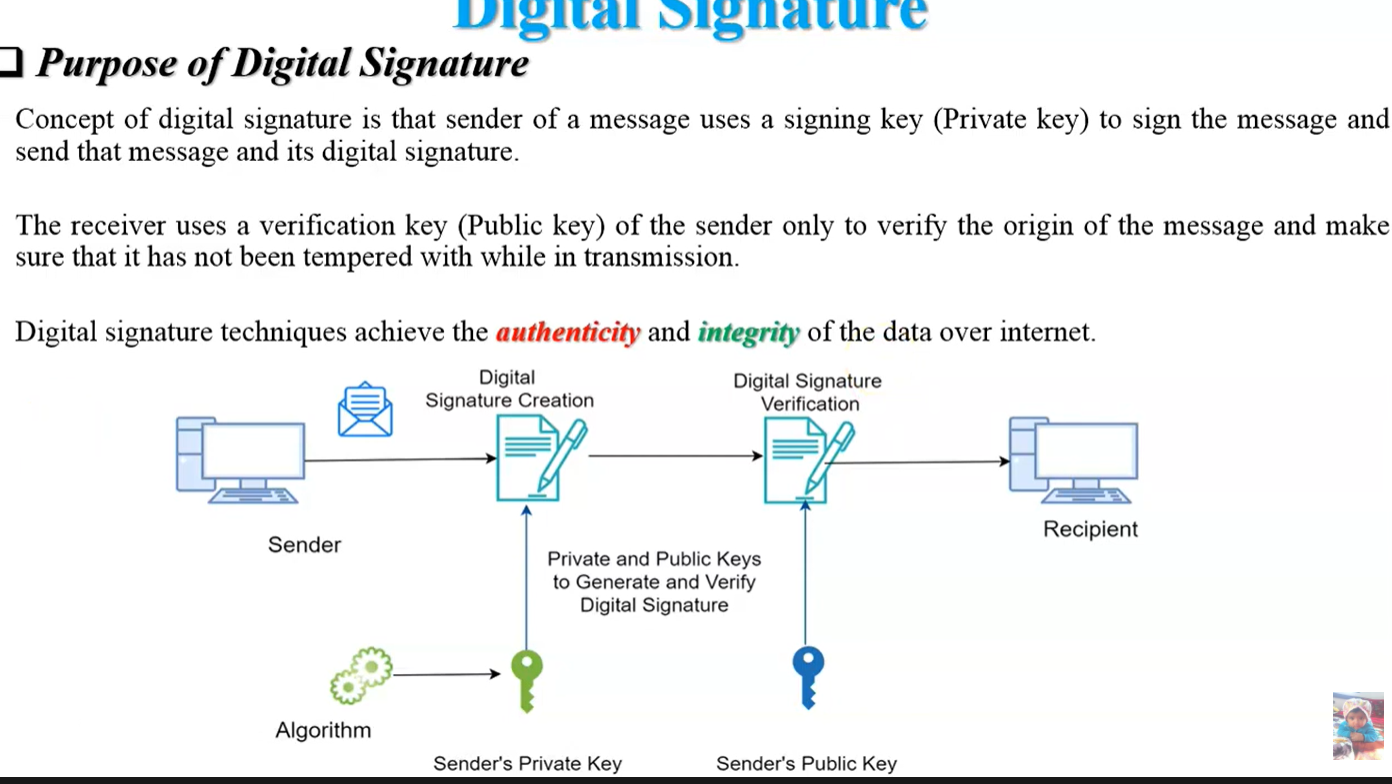 Digital Signature
Purpose of Digital Signature
Concept of digital signature is that sender of a message uses a signing key (Private key) to sign the message and
send that message and its digital signature.
The receiver uses a verification key (Public key) of the sender only to verify the origin of the message and make
sure that it has not been tempered with while in transmission.
Digital signature techniques achieve the authenticity and integrity of the data over internet.
Digital
Signature Creation
Digital Signature
Verification
Sender
Recipient
Private and Public Keys
to Generate and Verify
Digital Signature
Algorithm
Sender's Private Key
Sender's Public Key